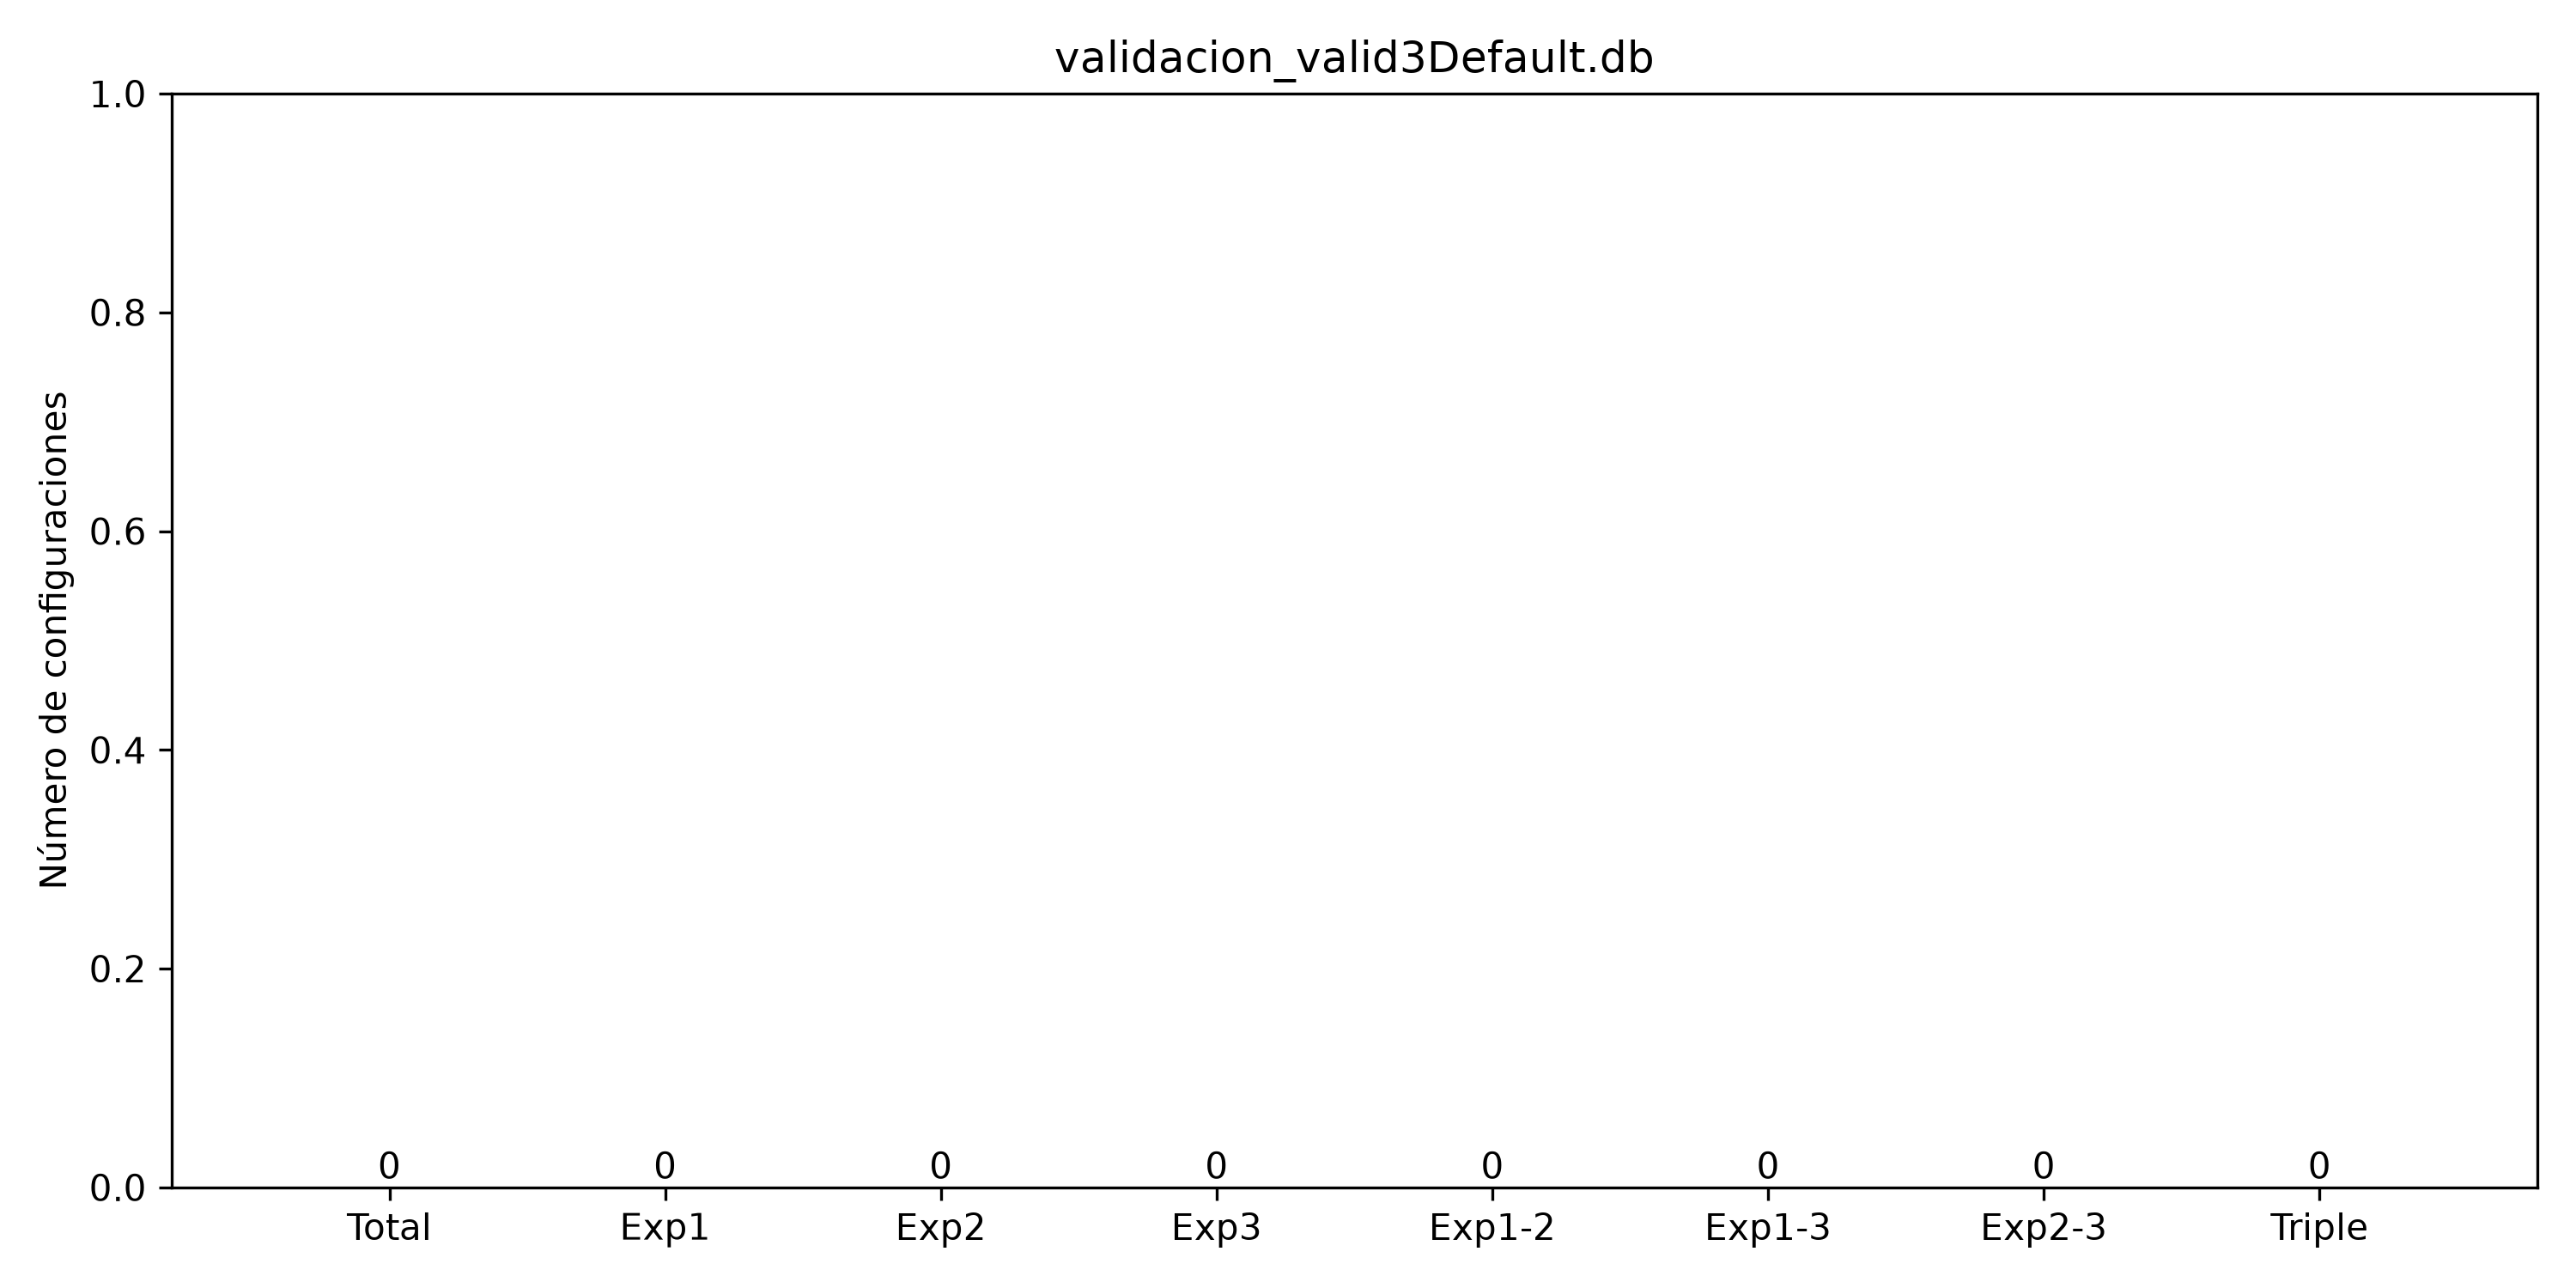 validacion_valid3Default.db
Número de configuraciones
1.0
0.8
0.6
0.4
0.2
0.0
0 0 0 0 0 0 0 0
Total Exp1 Exp2 Exp3 Exp1-2 Exp1-3 Exp2-3 Triple